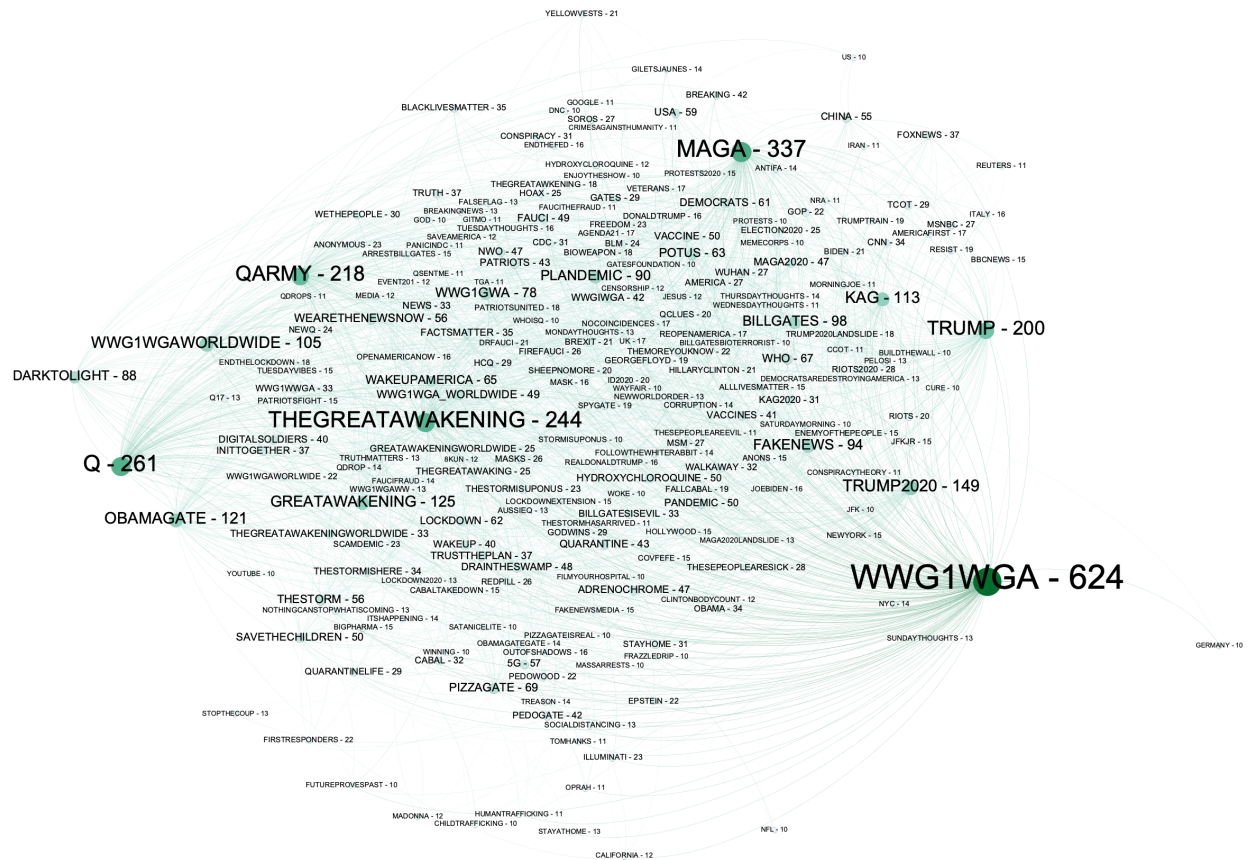 YELLOWVESTS - 21
US - 10
GILETSJAUNES - 14
BREAKING - 42
GOOGLE - 11
BLACKLIVESMATTER - 35
DNC - 10
USA - 59
SOROS - 27
CHINA - 55
CRIMESAGAINSTHUMANITY - 11
CONSPIRACY - 31
FOXNEWS - 37
ENDTHEFED - 16
IRAN - 11
MAGA - 337
HYDROXYCLOROQUINE - 12
REUTERS - 11
ANTIFA - 14
ENJOYTHESHOW - 10
PROTESTS2020 - 15
THEGREATAWKENING - 18
VETERANS - 17
TRUTH - 37
HOAX - 25
GATES - 29
FALSEFLAG - 13
DEMOCRATS - 61
NRA - 11
TCOT - 29
FAUCITHEFRAUD - 11
BREAKINGNEWS - 13
GOP - 22
WETHEPEOPLE - 30
GOD - 10
GITMO - 11
FAUCI - 49
DONALDTRUMP - 16
ITALY - 16
PROTESTS - 10
TRUMPTRAIN - 19
MSNBC - 27
FREEDOM - 23
TUESDAYTHOUGHTS - 16
ELECTION2020 - 25
AMERICAFIRST - 17
AGENDA21 - 17
SAVEAMERICA - 12
VACCINE - 50
CDC - 31
BLM - 24
MEMECORPS - 10
CNN - 34
ANONYMOUS - 23
PANICINDC - 11
NWO - 47
BIOWEAPON - 18
POTUS - 63
BIDEN - 21
RESIST - 19
ARRESTBILLGATES - 15
PATRIOTS - 43
MAGA2020 - 47
BBCNEWS - 15
GATESFOUNDATION - 10
QARMY - 218
QSENTME - 11
PLANDEMIC - 90
WUHAN - 27
EVENT201 - 12
TGA - 11
AMERICA - 27
MORNINGJOE - 11
CENSORSHIP - 12
WWG1GWA - 78
QDROPS - 11
MEDIA - 12
WWGIWGA - 42
JESUS - 12
THURSDAYTHOUGHTS - 14
KAG - 113
NEWS - 33
PATRIOTSUNITED - 18
WEDNESDAYTHOUGHTS - 11
WEARETHENEWSNOW - 56
QCLUES - 20
BILLGATES - 98
WHOISQ - 10
NOCOINCIDENCES - 17
TRUMP - 200
NEWQ - 24
FACTSMATTER - 35
MONDAYTHOUGHTS - 13
REOPENAMERICA - 17
TRUMP2020LANDSLIDE - 18
WWG1WGAWORLDWIDE - 105
DRFAUCI - 21
BREXIT - 21
UK - 17
BILLGATESBIOTERRORIST - 10
CCOT - 11
FIREFAUCI - 26
THEMOREYOUKNOW - 22
BUILDTHEWALL - 10
OPENAMERICANOW - 16
GEORGEFLOYD - 19
WHO - 67
ENDTHELOCKDOWN - 18
HCQ - 29
PELOSI - 13
TUESDAYVIBES - 15
SHEEPNOMORE - 20
HILLARYCLINTON - 21
RIOTS2020 - 28
DARKTOLIGHT - 88
WAKEUPAMERICA - 65
MASK - 16
ID2020 - 20
DEMOCRATSAREDESTROYINGAMERICA - 13
WWG1WWGA - 33
WAYFAIR - 10
ALLLIVESMATTER - 15
CURE - 10
WWG1WGA_WORLDWIDE - 49
NEWWORLDORDER - 13
Q17 - 13
PATRIOTSFIGHT - 15
KAG2020 - 31
SPYGATE - 19
CORRUPTION - 14
THEGREATAWAKENING - 244
VACCINES - 41
RIOTS - 20
SATURDAYMORNING - 10
THESEPEOPLEAREEVIL - 11
ENEMYOFTHEPEOPLE - 15
DIGITALSOLDIERS - 40
STORMISUPONUS - 10
MSM - 27
FAKENEWS - 94
JFKJR - 15
INITTOGETHER - 37
GREATAWAKENINGWORLDWIDE - 25
FOLLOWTHEWHITERABBIT - 14
TRUTHMATTERS - 13
8KUN - 12
MASKS - 26
ANONS - 15
Q - 261
QDROP - 14
REALDONALDTRUMP - 16
WALKAWAY - 32
THEGREATAWAKING - 25
CONSPIRACYTHEORY - 11
WWG1WGAWORLDWIDE - 22
FAUCIFRAUD - 14
HYDROXYCHLOROQUINE - 50
TRUMP2020 - 149
WWG1WGAWW - 13
THESTORMISUPONUS - 23
WOKE - 10
FALLCABAL - 19
JOEBIDEN - 16
GREATAWAKENING - 125
LOCKDOWNEXTENSION - 15
PANDEMIC - 50
AUSSIEQ - 13
BILLGATESISEVIL - 33
JFK - 10
OBAMAGATE - 121
LOCKDOWN - 62
THESTORMHASARRIVED - 11
THEGREATAWAKENINGWORLDWIDE - 33
GODWINS - 29
HOLLYWOOD - 15
NEWYORK - 15
SCAMDEMIC - 23
WAKEUP - 40
QUARANTINE - 43
MAGA2020LANDSLIDE - 13
TRUSTTHEPLAN - 37
COVFEFE - 15
DRAINTHESWAMP - 48
THESEPEOPLEARESICK - 28
THESTORMISHERE - 34
YOUTUBE - 10
LOCKDOWN2020 - 13
REDPILL - 26
FILMYOURHOSPITAL - 10
WWG1WGA - 624
CABALTAKEDOWN - 15
ADRENOCHROME - 47
THESTORM - 56
CLINTONBODYCOUNT - 12
NYC - 14
NOTHINGCANSTOPWHATISCOMING - 13
FAKENEWSMEDIA - 15
OBAMA - 34
ITSHAPPENING - 14
BIGPHARMA - 15
SATANICELITE - 10
SAVETHECHILDREN - 50
PIZZAGATEISREAL - 10
SUNDAYTHOUGHTS - 13
OBAMAGATEGATE - 14
STAYHOME - 31
GERMANY - 10
WINNING - 10
OUTOFSHADOWS - 16
FRAZZLEDRIP - 10
CABAL - 32
5G - 57
MASSARRESTS - 10
QUARANTINELIFE - 29
PEDOWOOD - 22
PIZZAGATE - 69
TREASON - 14
EPSTEIN - 22
STOPTHECOUP - 13
PEDOGATE - 42
SOCIALDISTANCING - 13
FIRSTRESPONDERS - 22
TOMHANKS - 11
ILLUMINATI - 23
FUTUREPROVESPAST - 10
OPRAH - 11
MADONNA - 12
HUMANTRAFFICKING - 11
CHILDTRAFFICKING - 10
STAYATHOME - 13
NFL - 10
CALIFORNIA - 12